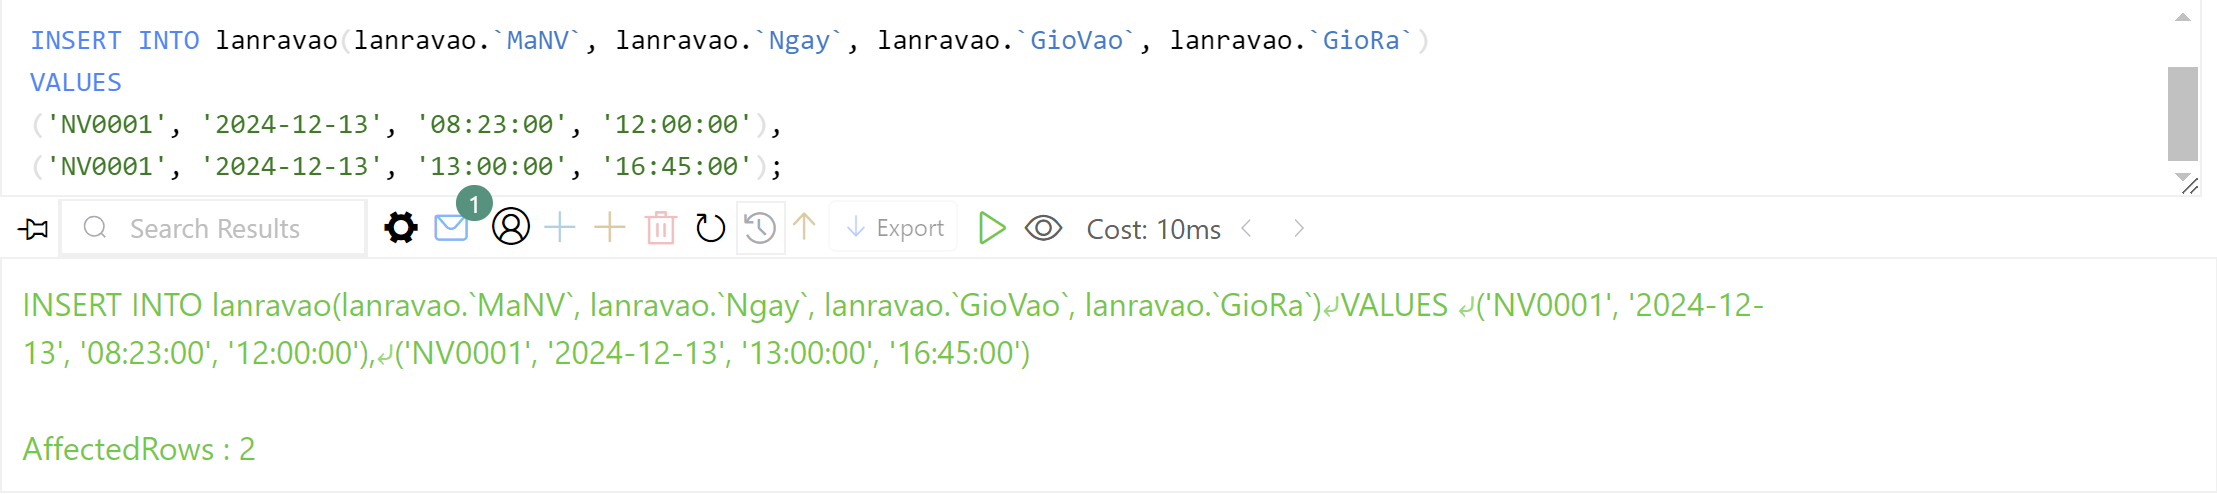 INSERT INTO lanravao(lanravao.`MaNV`, lanravao.`Ngay`, lanravao.`GioVao`, lanravao.`GioRa`)
VALUES
('NV0001', '2024-12-13', '08:23:00', '12:00:00'),
('NV0001', '2024-12-13', '13:00:00', '16:45:00');
Search Results 1 Export Cost: 10ms
INSERT INTO lanravao(lanravao.`MaNV`, lanravao.`Ngay`, lanravao.`GioVao`, lanravao.`GioRa`)↲VALUES ↲('NV0001', '2024-12-
13', '08:23:00', '12:00:00'),↲('NV0001', '2024-12-13', '13:00:00', '16:45:00')
AffectedRows : 2